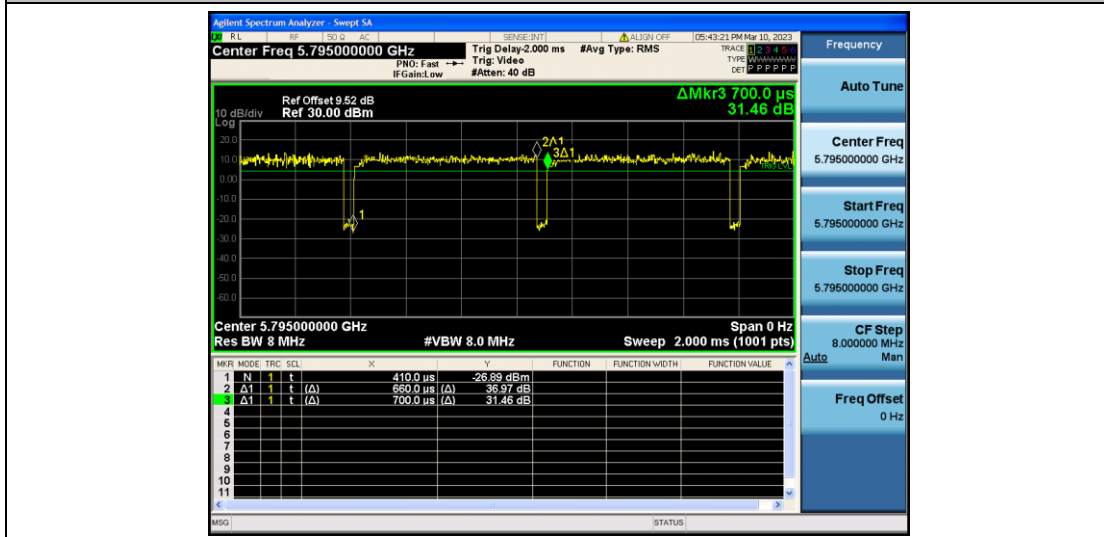 Agilent Spectrum Analyzer - Swept SA
RL RF 50 Ω AC SENSE:INT ALIGN OFF 05:43:21 PM Mar 10, 2023
Center Freq 5.795000000 GHz
PNO: Fast
IFGain:Low
Trig Delay-2.000 ms
Trig: Video
#Atten: 40 dB
#Avg Type: RMS
TRACE 1 2 3 4 5 6
TYPE
DET P P P P P P
Ref Offset 9.52 dB
10 dB/div Ref 30.00 dBm
Log
ΔMkr3 700.0 µs
31.46 dB
20.0
10.0
0.00
-10.0
-20.0
-30.0
-40.0
-50.0
-60.0
2Δ1
3Δ1
1
TRIG LVL
Center 5.795000000 GHz Span 0 Hz
Res BW 8 MHz #VBW 8.0 MHz Sweep 2.000 ms (1001 pts)
MKR MODE TRC SCL X Y FUNCTION FUNCTION WIDTH FUNCTION VALUE
1 N 1 t 410.0 µs -26.89 dBm
2 Δ1 1 t (Δ) 660.0 µs (Δ) 36.97 dB
3 Δ1 1 t (Δ) 700.0 µs (Δ) 31.46 dB
4
5
6
7
8
9
10
11
MSG STATUS
Frequency
Auto Tune
Center Freq
5.795000000 GHz
Start Freq
5.795000000 GHz
Stop Freq
5.795000000 GHz
CF Step
8.000000 MHz
Auto Man
Freq Offset
0 Hz